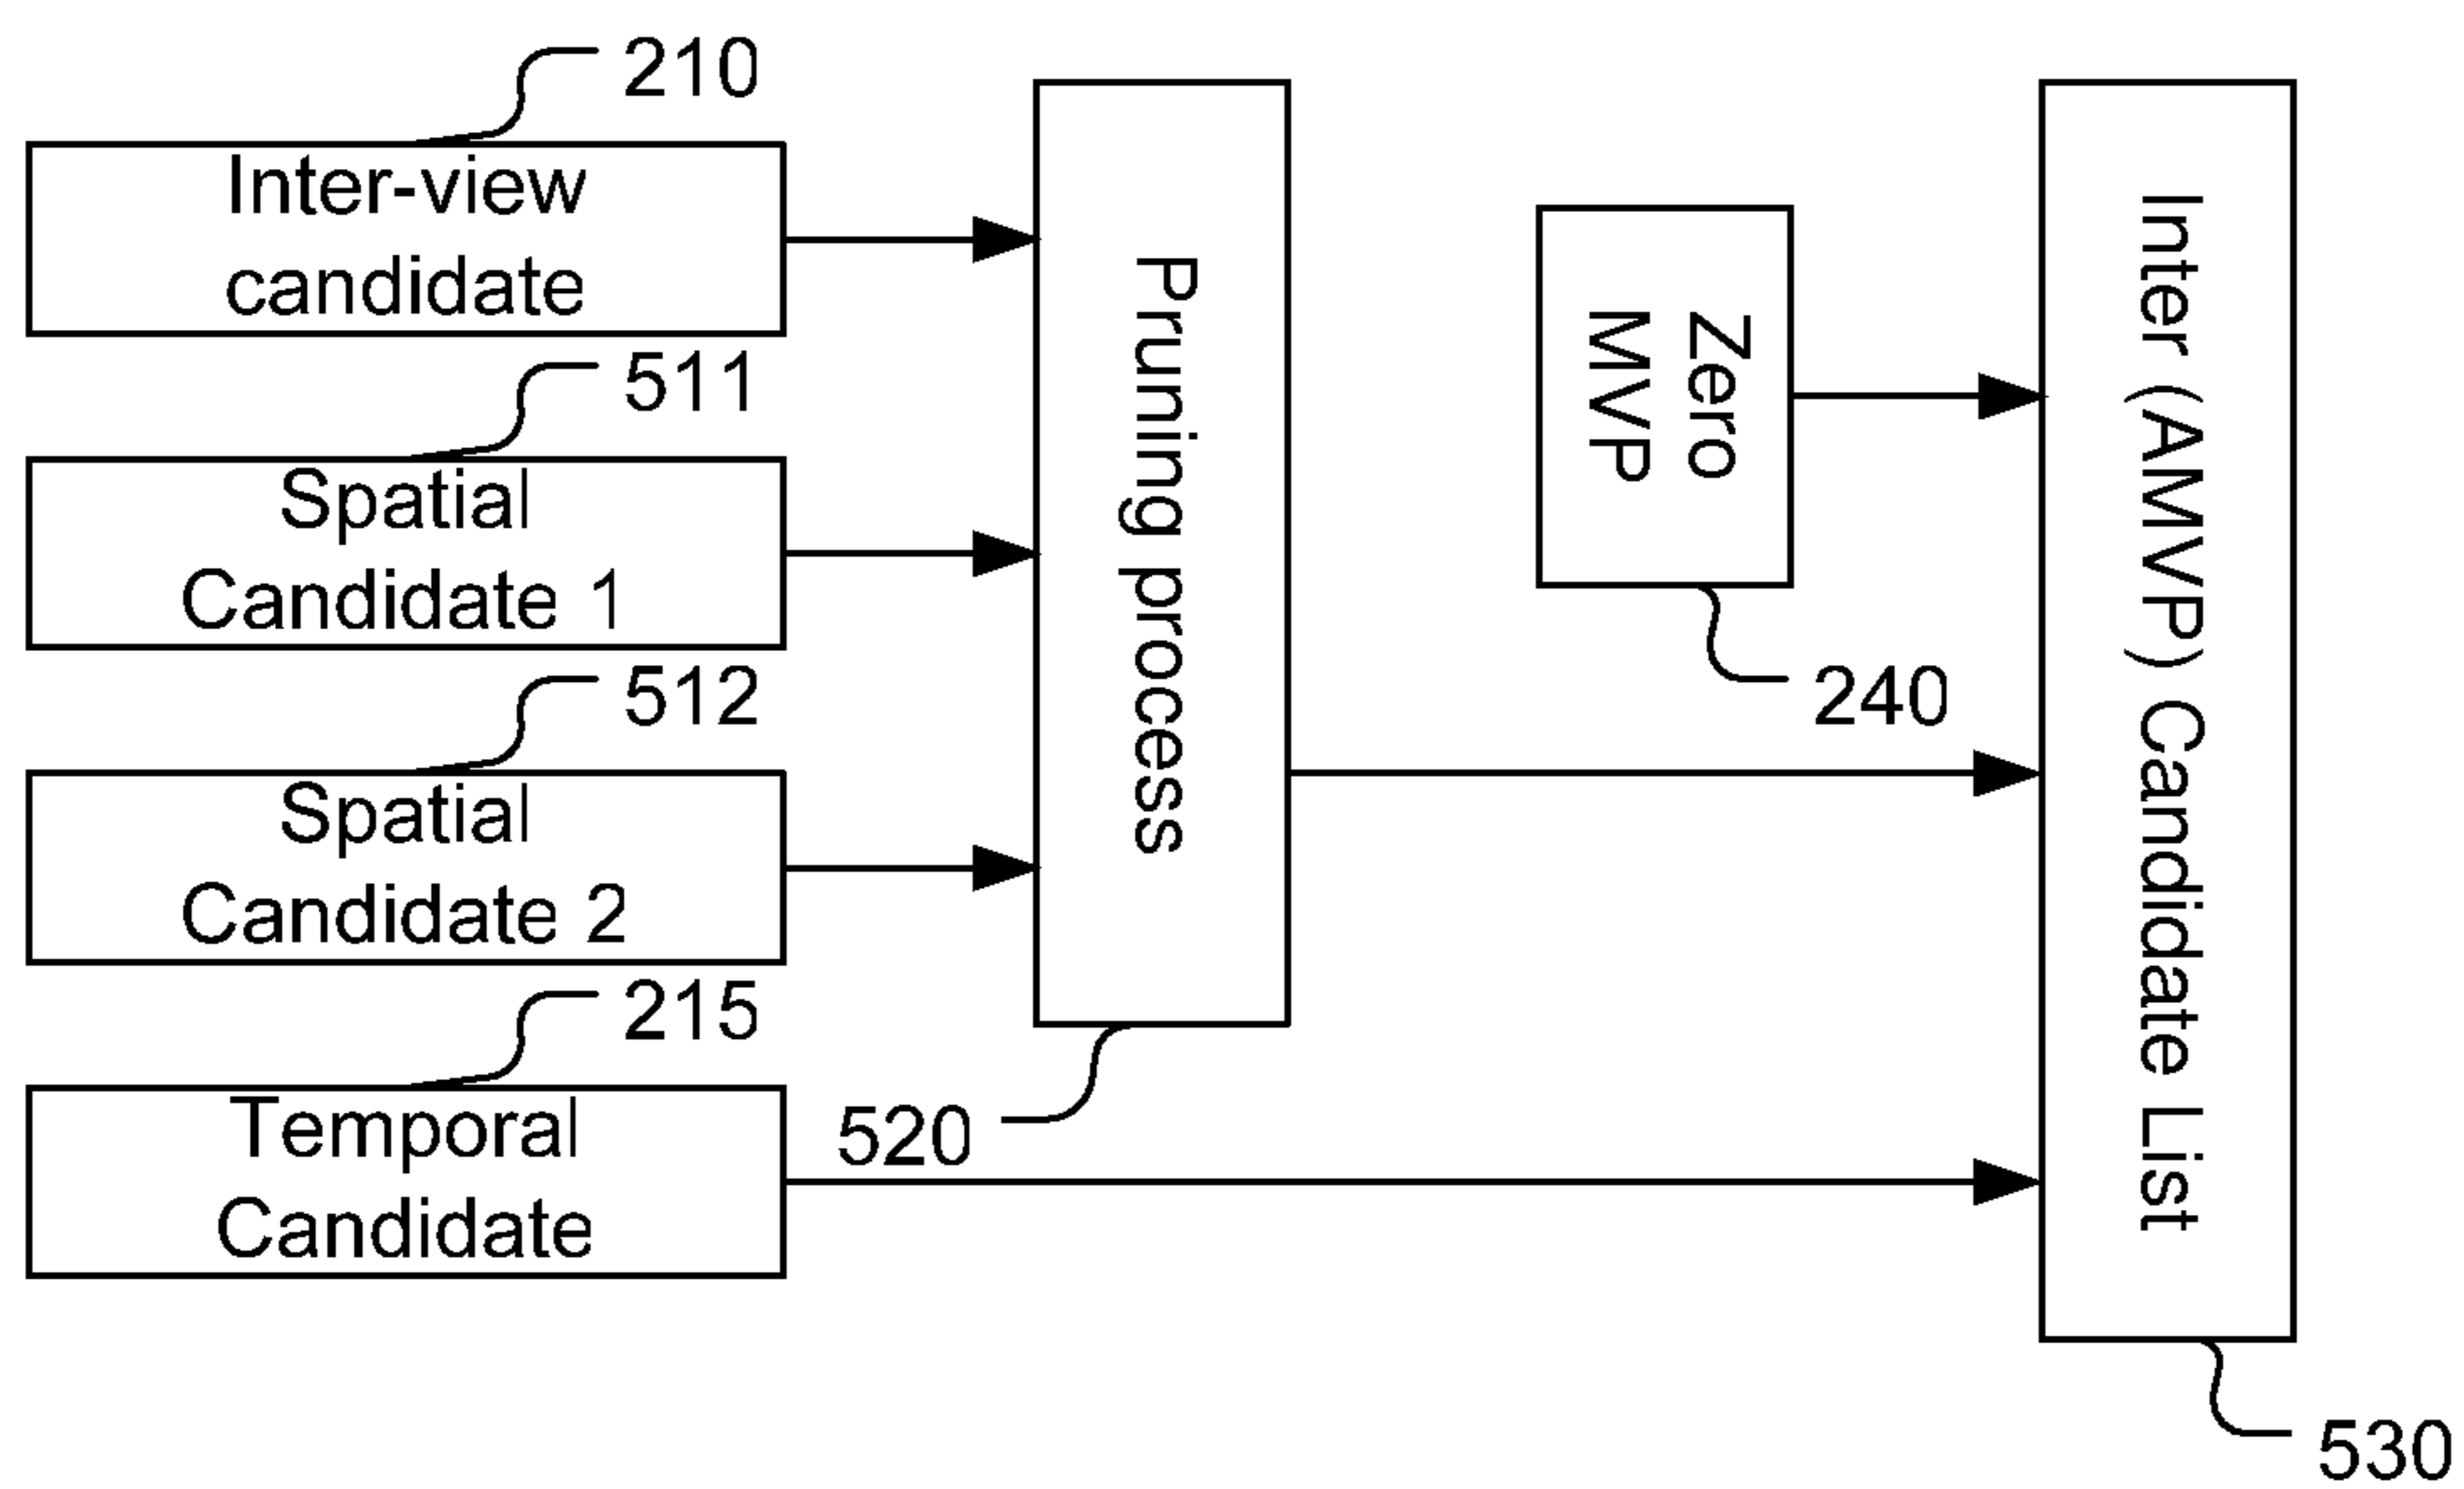 210
Inter-view
candidate
511
Spatial
Candidate 1
512
Spatial
Candidate 2
215
Temporal
Candidate
Pruning process
520
Zero
MVP
240
Inter (AMVP) Candidate List
530